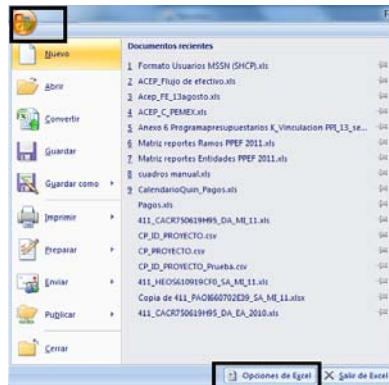 Nuevo
Abrir
Convertir
Guardar
Guardar como
Imprimir
Preparar
Enviar
Publicar
Cerrar
Documentos recientes
1 Formato Usuarios MSSN (SHCP).xls
2 ACEP_Flujo de efectivo.xls
3 Acep_FE_13agosto.xls
4 ACEP_C_PEMEX.xls
5 Anexo 6 Programapresupuestarios K_Vinculacion PPI_13_se...
6 Matriz reportes Ramos PPEF 2011.xls
7 Matriz reportes Entidades PPEF 2011.xls
8 cuadros manual.xls
9 CalendarioQuin_Pagos.xls
Pagos.xls
411_CACR750619H95_DA_MI_11.xls
CP_ID_PROYECTO.csv
CP_PROYECTO.csv
CP_ID_PROYECTO_Prueba.csv
411_HEOS610919CF0_SA_MI_11.xls
Copia de 411_PAOI660702E39_SA_MI_11.xlsx
411_CACR750619H95_DA_EA_2010.xls
Opciones de Excel
Salir de Excel